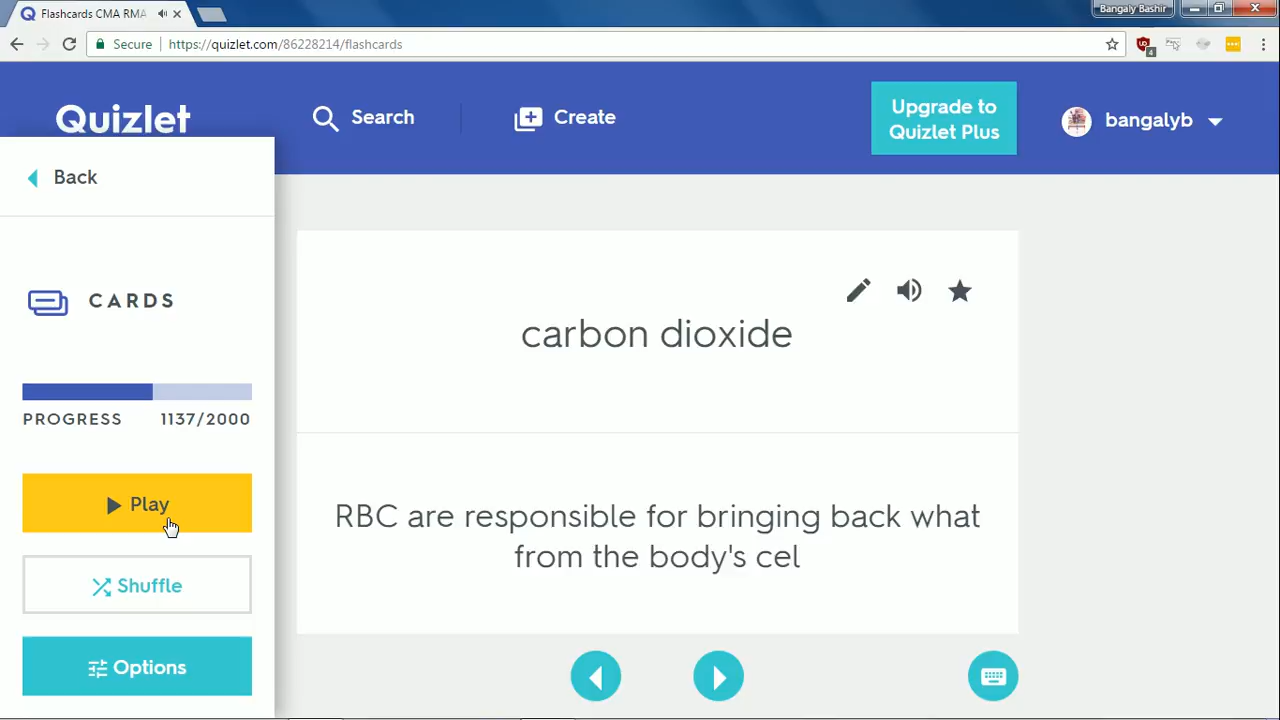 Flashcards CMA RMA
Bangaly Bashir
Secure
https://quizlet.com/86228214/flashcards
4
Quizlet
Search
Create
Upgrade to
Quizlet Plus
bangalyb
Back
CARDS
PROGRESS 1137/2000
Play
Shuffle
Options
carbon dioxide
RBC are responsible for bringing back what
from the body's cel